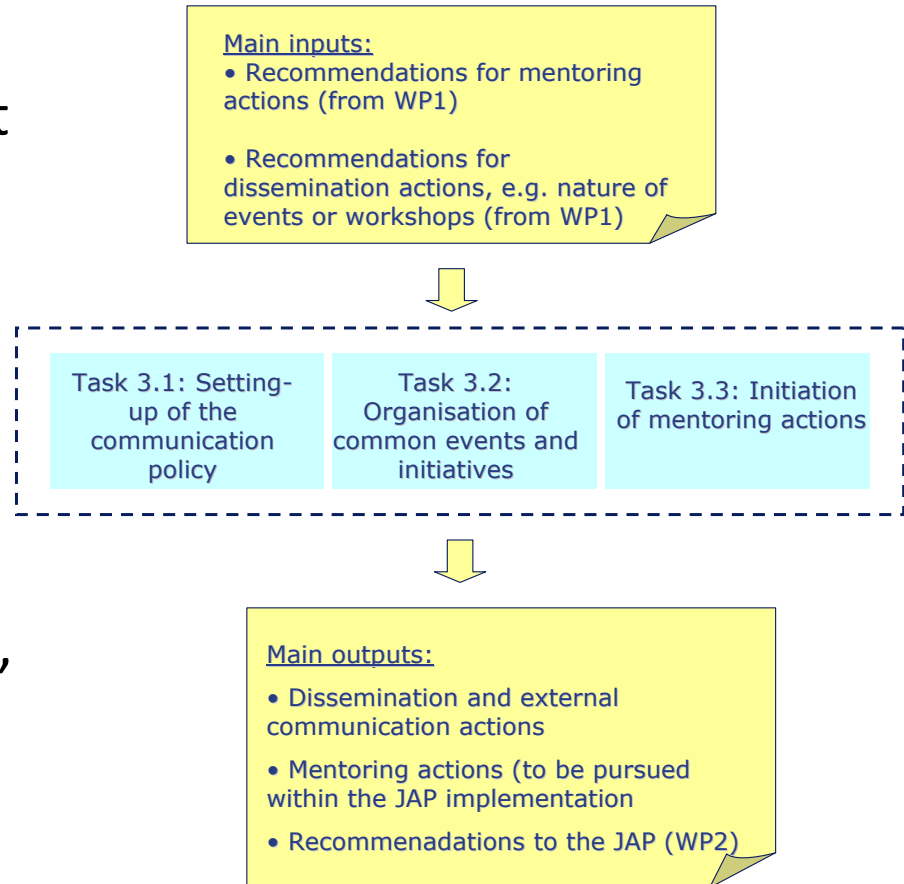 Main inputs:
• Recommendations for mentoring
actions (from WP1)
• Recommendations for
dissemination actions, e.g. nature of
events or workshops (from WP1)
t
Task 3.1: Setting-
up of the
communication
policy
Task 3.2:
Organisation of
common events and
initiatives
Task 3.3: Initiation
of mentoring actions
,
Main outputs:
• Dissemination and external
communication actions
• Mentoring actions (to be pursued
within the JAP implementation
• Recommenadations to the JAP (WP2)